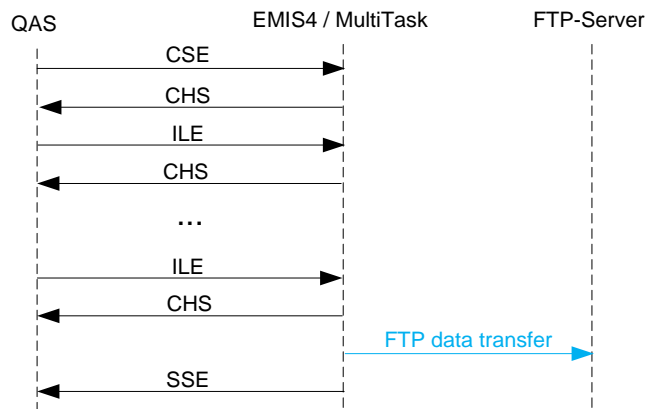 QAS EMIS4 / MultiTask FTP-Server
CSE
CHS
ILE
CHS
...
ILE
CHS
FTP data transfer
SSE